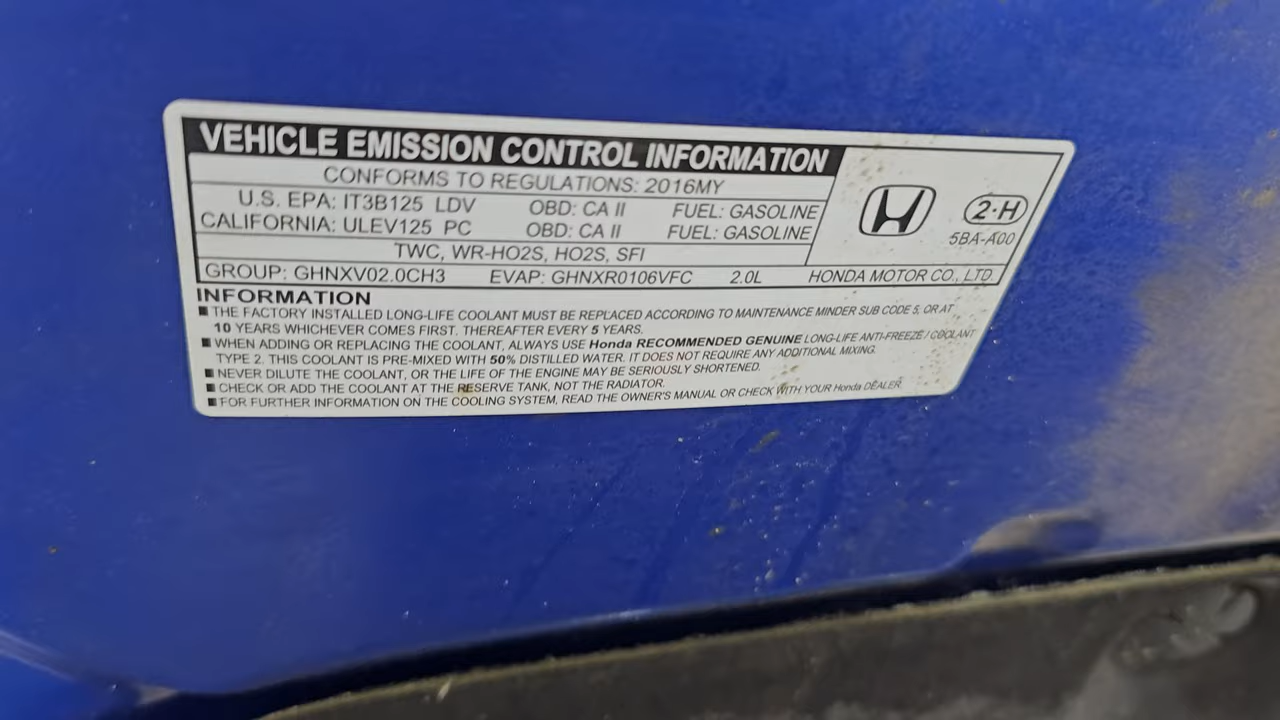 VEHICLE EMISSION CONTROL INFORMATION
CONFORMS TO REGULATIONS: 2016MY
U.S. EPA: IT3B125 LDV OBD: CA II FUEL: GASOLINE
CALIFORNIA: ULEV125 PC OBD: CA II FUEL: GASOLINE
2·H
5BA-A00
TWC, WR-HO2S, HO2S, SFI
GROUP: GHNXV02.0CH3 EVAP: GHNXR0106VFC 2.0L HONDA MOTOR CO., LTD.
INFORMATION
■ THE FACTORY INSTALLED LONG-LIFE COOLANT MUST BE REPLACED ACCORDING TO MAINTENANCE MINDER SUB CODE 5, OR AT
10 YEARS WHICHEVER COMES FIRST. THEREAFTER EVERY 5 YEARS.
■ WHEN ADDING OR REPLACING THE COOLANT, ALWAYS USE Honda RECOMMENDED GENUINE LONG-LIFE ANTI-FREEZE / COOLANT
TYPE 2. THIS COOLANT IS PRE-MIXED WITH 50% DISTILLED WATER. IT DOES NOT REQUIRE ANY ADDITIONAL MIXING.
■ NEVER DILUTE THE COOLANT, OR THE LIFE OF THE ENGINE MAY BE SERIOUSLY SHORTENED.
■ CHECK OR ADD THE COOLANT AT THE RESERVE TANK, NOT THE RADIATOR.
■ FOR FURTHER INFORMATION ON THE COOLING SYSTEM, READ THE OWNER'S MANUAL OR CHECK WITH YOUR Honda DEALER.